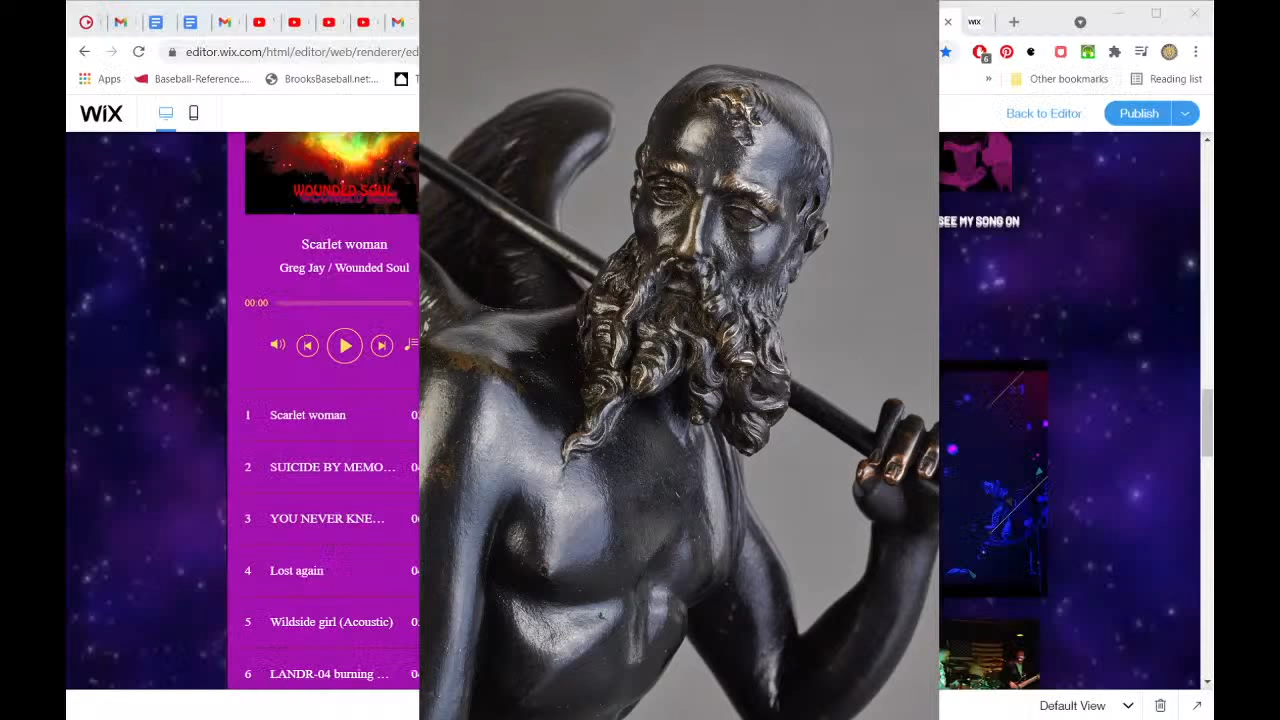 WiX
editor.wix.com/html/editor/web/renderer/ed
6
Apps
Baseball-Reference....
BrooksBaseball.net:...
Other bookmarks
Reading list
WiX
Back to Editor
Publish
WOUNDED SOUL
SEE MY SONG ON
Scarlet woman
Greg Jay / Wounded Soul
00:00
1 Scarlet woman
2 SUICIDE BY MEMO...
3 YOU NEVER KNE...
4 Lost again
5 Wildside girl (Acoustic)
6 LANDR-04 burning ...
Default View